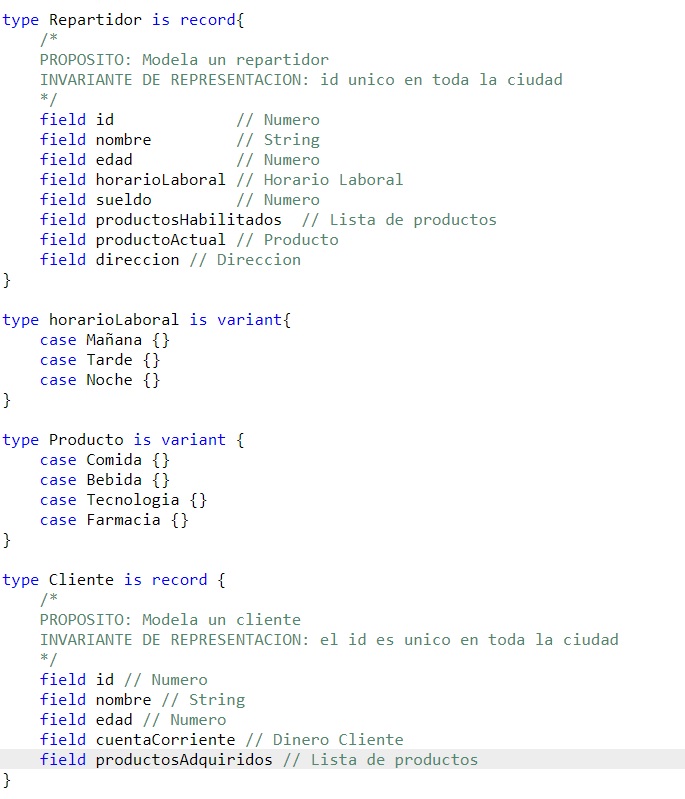 type Repartidor is record{
/*
PROPOSITO: Modela un repartidor
INVARIANTE DE REPRESENTACION: id unico en toda la ciudad
*/
field id // Numero
field nombre // String
field edad // Numero
field horarioLaboral // Horario Laboral
field sueldo // Numero
field productosHabilitados // Lista de productos
field productoActual // Producto
field direccion // Direccion
}
type horarioLaboral is variant{
case Mañana {}
case Tarde {}
case Noche {}
}
type Producto is variant {
case Comida {}
case Bebida {}
case Tecnologia {}
case Farmacia {}
}
type Cliente is record {
/*
PROPOSITO: Modela un cliente
INVARIANTE DE REPRESENTACION: el id es unico en toda la ciudad
*/
field id // Numero
field nombre // String
field edad // Numero
field cuentaCorriente // Dinero Cliente
field productosAdquiridos // Lista de productos
}